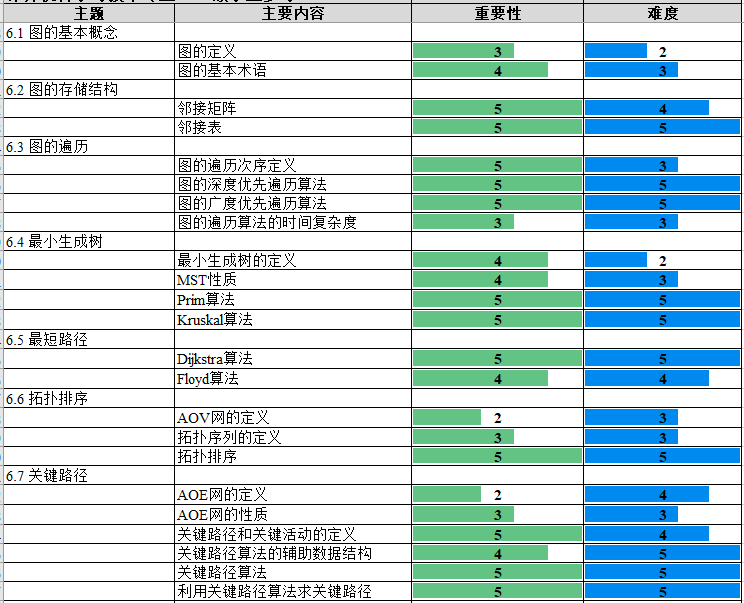 主题 主要内容 重要性 难度
6.1 图的基本概念
图的定义 3 2
图的基本术语 4 3
6.2 图的存储结构
邻接矩阵 5 4
邻接表 5 5
6.3 图的遍历
图的遍历次序定义 5 3
图的深度优先遍历算法 5 5
图的广度优先遍历算法 5 5
图的遍历算法的时间复杂度 3 3
6.4 最小生成树
最小生成树的定义 4 2
MST性质 4 3
Prim算法 5 5
Kruskal算法 5 5
6.5 最短路径
Dijkstra算法 5 5
Floyd算法 4 4
6.6 拓扑排序
AOV网的定义 2 3
拓扑序列的定义 3 3
拓扑排序 5 5
6.7 关键路径
AOE网的定义 2 4
AOE网的性质 3 3
关键路径和关键活动的定义 5 4
关键路径算法的辅助数据结构 4 5
关键路径算法 5 5
利用关键路径算法求关键路径 5 5